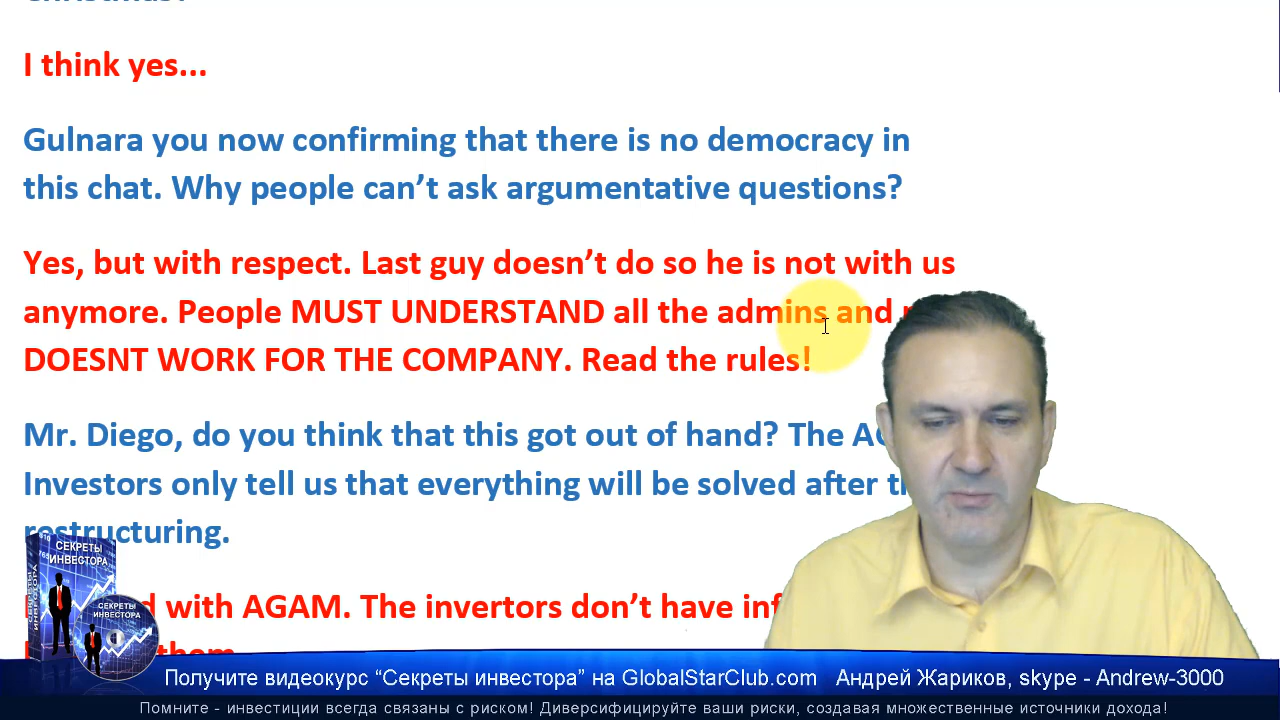 I think yes...
Gulnara you now confirming that there is no democracy in
this chat. Why people can’t ask argumentative questions?
Yes, but with respect. Last guy doesn’t do so he is not with us
anymore. People MUST UNDERSTAND all the admins and
DOESNT WORK FOR THE COMPANY. Read the rules!
Mr. Diego, do you think that this got out of hand? The
Investors only tell us that everything will be solved after
restructuring.
with AGAM. The invertors don’t have
СЕКРЕТЫ
ИНВЕСТОРА
СЕКРЕТЫ
ИНВЕСТОРА
Получите видеокурс “Секреты инвестора” на GlobalStarClub.com Андрей Жариков, skype - Andrew-3000
Помните - инвестиции всегда связаны с риском! Диверсифицируйте ваши риски, создавая множественные источники дохода!